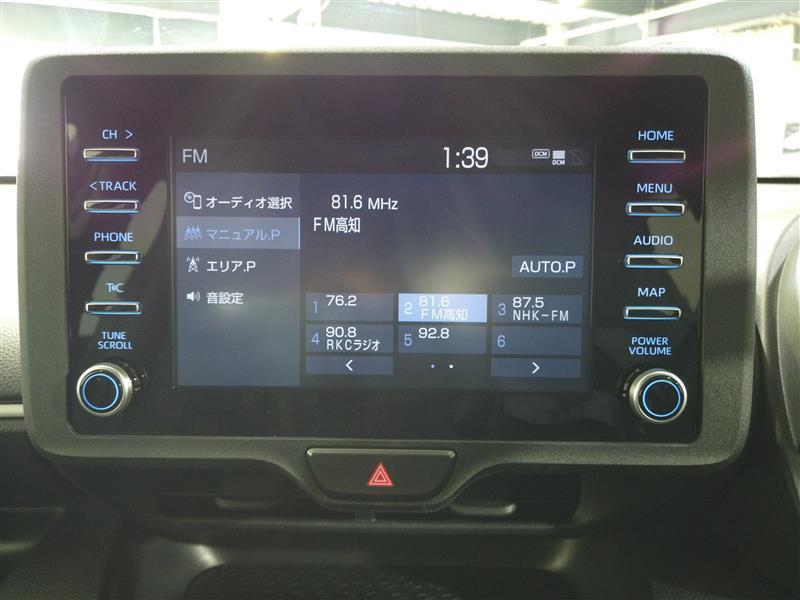 CH >
< TRACK
PHONE
TC
TUNE
SCROLL
FM
1:39
DCM
DCM
オーディオ選択
マニュアル.P
エリア.P
音設定
81.6 MHz
FM高知
AUTO.P
1 76.2
2 81.6
FM高知
3 87.5
NHK-FM
4 90.8
RKCラジオ
5 92.8
6
<
>
HOME
MENU
AUDIO
MAP
POWER
VOLUME